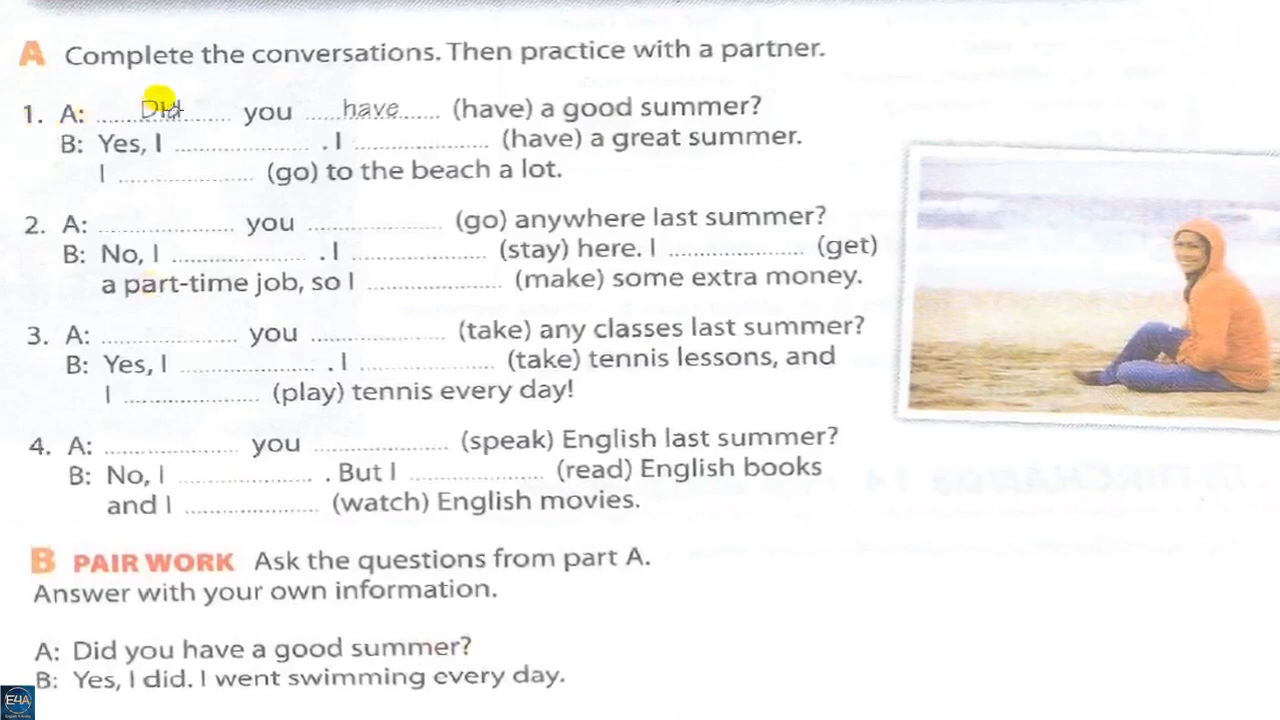 A Complete the conversations. Then practice with a partner.
1. A: ........ Did ........ you ........ have ........ (have) a good summer?
B: Yes, I ........................ . I ........................ (have) a great summer.
I ........................ (go) to the beach a lot.
2. A: ........................ you ........................ (go) anywhere last summer?
B: No, I ........................ . I ........................ (stay) here. I ........................ (get)
a part-time job, so I ........................ (make) some extra money.
3. A: ........................ you ........................ (take) any classes last summer?
B: Yes, I ........................ . I ........................ (take) tennis lessons, and
I ........................ (play) tennis every day!
4. A: ........................ you ........................ (speak) English last summer?
B: No, I ........................ . But I ........................ (read) English books
and I ........................ (watch) English movies.
B PAIR WORK Ask the questions from part A.
Answer with your own information.
A: Did you have a good summer?
B: Yes, I did. I went swimming every day.
E4A